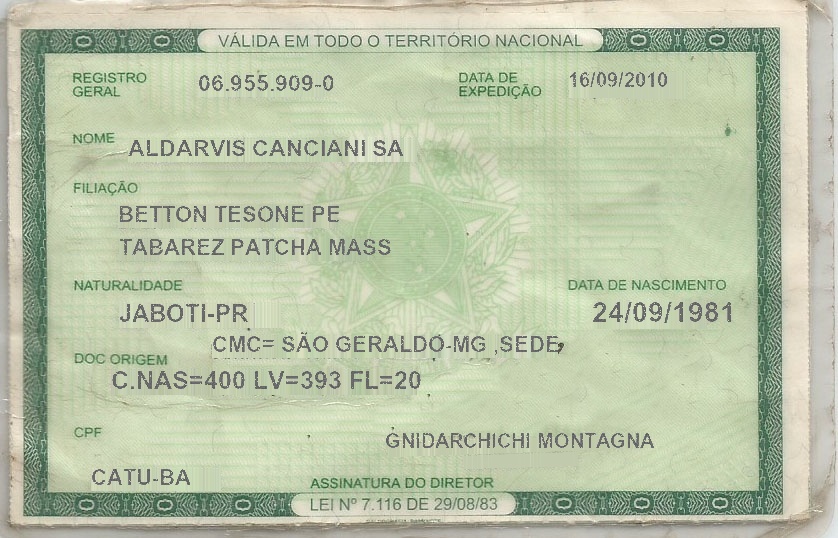 VÁLIDA EM TODO O TERRITÓRIO NACIONAL
REGISTRO GERAL 06.955.909-0 DATA DE EXPEDIÇÃO 16/09/2010
NOME ALDARVIS CANCIANI SA
FILIAÇÃO
BETTON TESONE PE
TABAREZ PATCHA MASS
NATURALIDADE DATA DE NASCIMENTO
JABOTI-PR 24/09/1981
CMC= SÃO GERALDO-MG ,SEDE,
DOC ORIGEM
C.NAS=400 LV=393 FL=20
CPF
GNIDARCHICHI MONTAGNA
CATU-BA
ASSINATURA DO DIRETOR
LEI Nº 7.116 DE 29/08/83